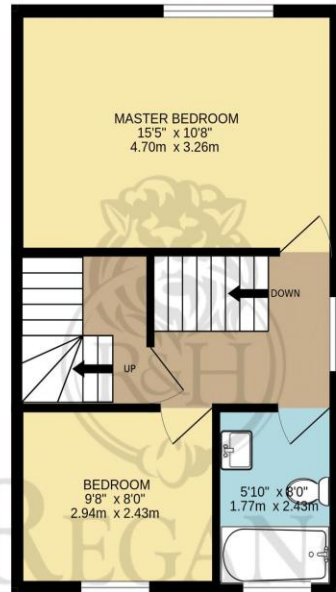 MASTER BEDROOM
15'5" x 10'8"
4.70m x 3.26m
DOWN
UP
R&H
BEDROOM
9'8" x 8'0"
2.94m x 2.43m
5'10" x 8'0"
1.77m x 2.43m
REGAN